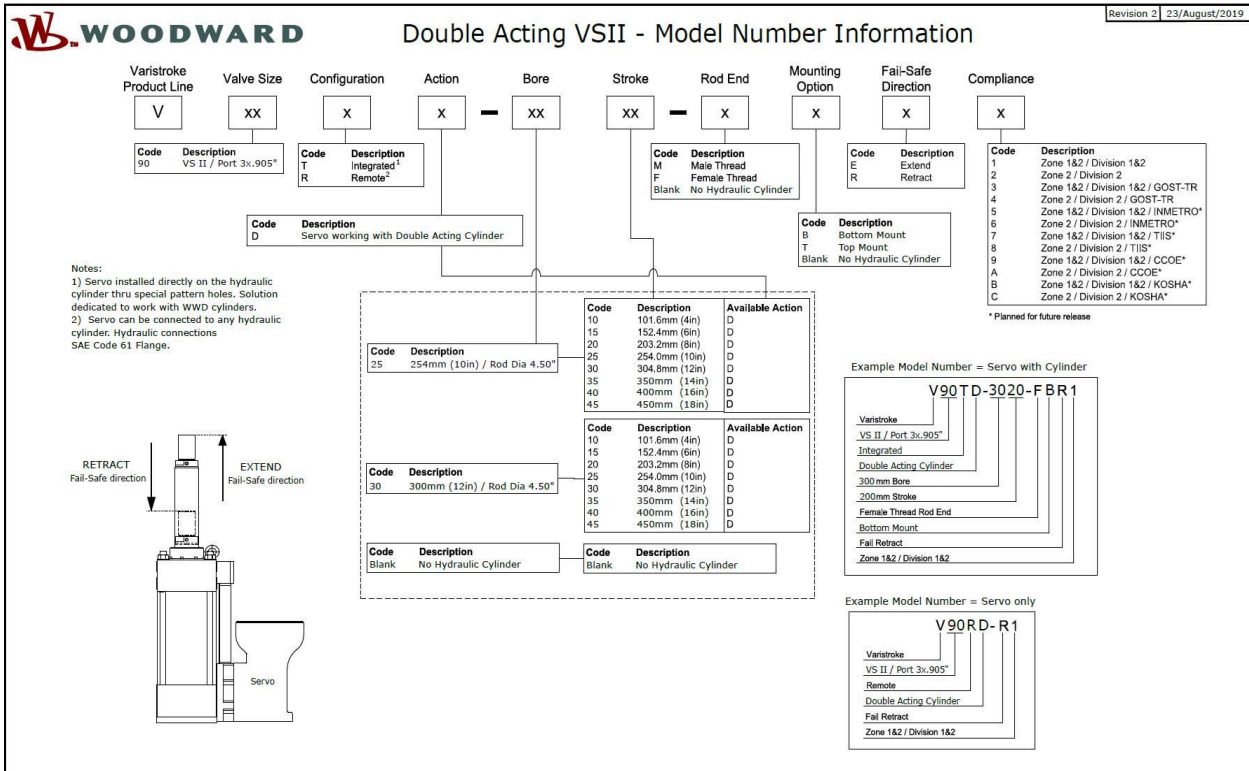 Revision 2 23/August/2019
WOODWARD
Double Acting VSII - Model Number Information
Varistroke Product Line
Valve Size
Configuration
Action
Bore
Stroke
Rod End
Mounting Option
Fail-Safe Direction
Compliance
V xx x x - xx xx - x x x x
Code Description
90 VS II / Port 3x.905"
Code Description
T Integrated1
R Remote2
Code Description
M Male Thread
F Female Thread
Blank No Hydraulic Cylinder
Code Description
E Extend
R Retract
Code Description
1 Zone 1&2 / Division 1&2
2 Zone 2 / Division 2
3 Zone 1&2 / Division 1&2 / GOST-TR
4 Zone 2 / Division 2 / GOST-TR
5 Zone 1&2 / Division 1&2 / INMETRO*
6 Zone 2 / Division 2 / INMETRO*
7 Zone 1&2 / Division 1&2 / TIIS*
8 Zone 2 / Division 2 / TIIS*
9 Zone 1&2 / Division 1&2 / CCOE*
A Zone 2 / Division 2 / CCOE*
B Zone 1&2 / Division 1&2 / KOSHA*
C Zone 2 / Division 2 / KOSHA*
* Planned for future release
Code Description
D Servo working with Double Acting Cylinder
Code Description
B Bottom Mount
T Top Mount
Blank No Hydraulic Cylinder
Notes:
1) Servo installed directly on the hydraulic
cylinder thru special pattern holes. Solution
dedicated to work with WWD cylinders.
2) Servo can be connected to any hydraulic
cylinder. Hydraulic connections
SAE Code 61 Flange.
Code Description
25 254mm (10in) / Rod Dia 4.50"
Code Description Available Action
10 101.6mm (4in) D
15 152.4mm (6in) D
20 203.2mm (8in) D
25 254.0mm (10in) D
30 304.8mm (12in) D
35 350mm (14in) D
40 400mm (16in) D
45 450mm (18in) D
Code Description
30 300mm (12in) / Rod Dia 4.50"
Code Description Available Action
10 101.6mm (4in) D
15 152.4mm (6in) D
20 203.2mm (8in) D
25 254.0mm (10in) D
30 304.8mm (12in) D
35 350mm (14in) D
40 400mm (16in) D
45 450mm (18in) D
Code Description
Blank No Hydraulic Cylinder
Code Description
Blank No Hydraulic Cylinder
RETRACT
Fail-Safe direction
EXTEND
Fail-Safe direction
Servo
Example Model Number = Servo with Cylinder
V90TD-3020-FBR1
Varistroke
VS II / Port 3x.905"
Integrated
Double Acting Cylinder
300 mm Bore
200mm Stroke
Female Thread Rod End
Bottom Mount
Fail Retract
Zone 1&2 / Division 1&2
Example Model Number = Servo only
V90RD-R1
Varistroke
VS II / Port 3x.905"
Remote
Double Acting Cylinder
Fail Retract
Zone 1&2 / Division 1&2